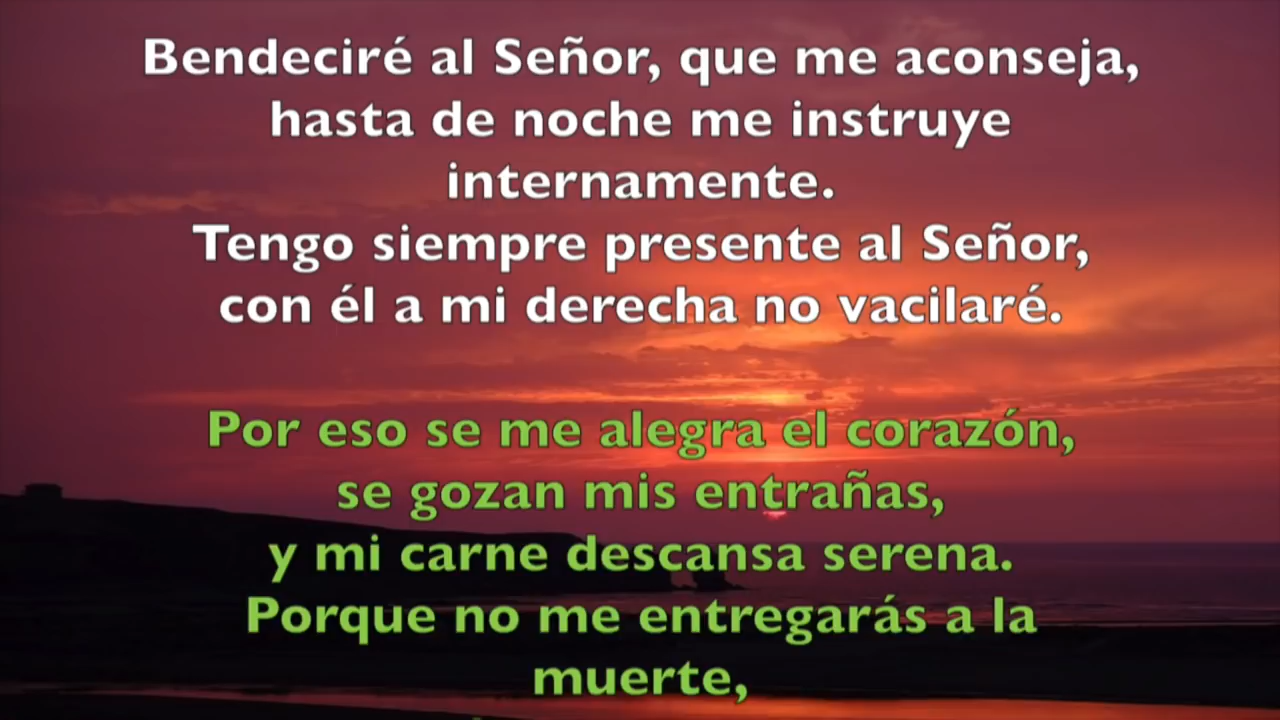 Bendeciré al Señor, que me aconseja,
hasta de noche me instruye
internamente.
Tengo siempre presente al Señor,
con él a mi derecha no vacilaré.
Por eso se me alegra el corazón,
se gozan mis entrañas,
y mi carne descansa serena.
Porque no me entregarás a la
muerte,